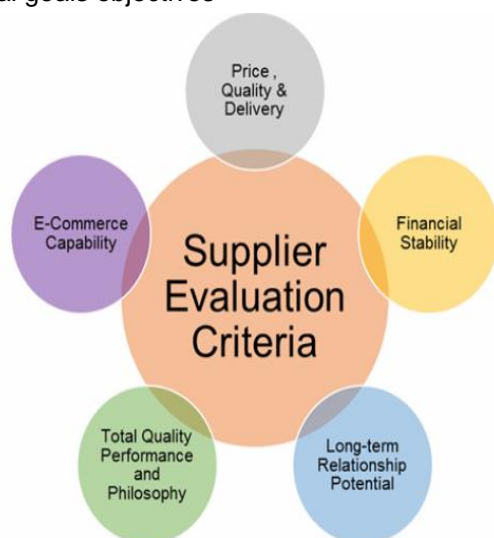 goals objectives
Price ,
Quality &
Delivery
E-Commerce
Capability
Financial
Stability
Supplier
Evaluation
Criteria
Total Quality
Performance
and
Philosophy
Long-term
Relationship
Potential